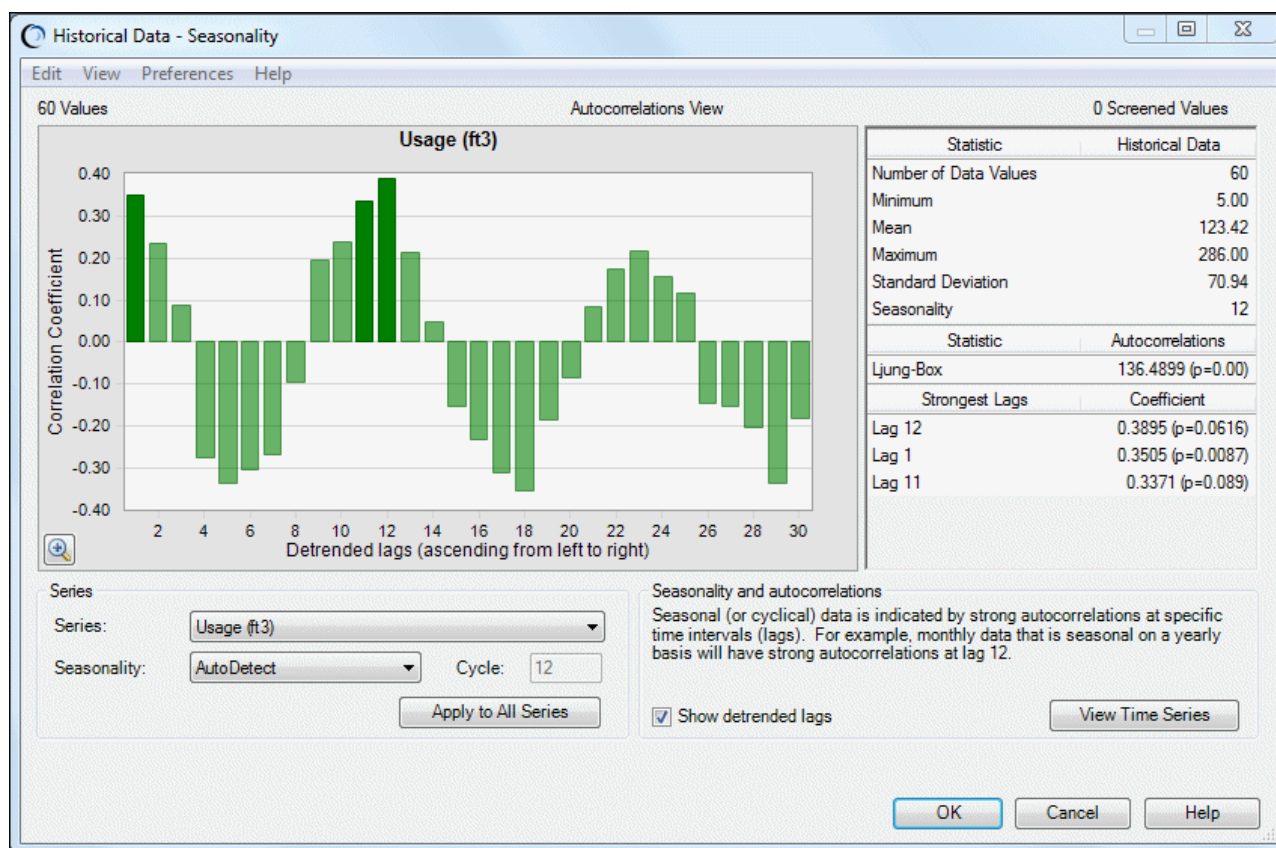 Historical Data - Seasonality
Edit View Preferences Help
60 Values
Autocorrelations View
0 Screened Values
Usage (ft3)
Correlation Coefficient
0.40
0.30
0.20
0.10
0.00
-0.10
-0.20
-0.30
-0.40
2 4 6 8 10 12 14 16 18 20 22 24 26 28 30
Detrended lags (ascending from left to right)
Statistic Historical Data
Number of Data Values 60
Minimum 5.00
Mean 123.42
Maximum 286.00
Standard Deviation 70.94
Seasonality 12
Statistic Autocorrelations
Ljung-Box 136.4899 (p=0.00)
Strongest Lags Coefficient
Lag 12 0.3895 (p=0.0616)
Lag 1 0.3505 (p=0.0087)
Lag 11 0.3371 (p=0.089)
Series
Series: Usage (ft3)
Seasonality: AutoDetect Cycle: 12
Apply to All Series
Seasonality and autocorrelations
Seasonal (or cyclical) data is indicated by strong autocorrelations at specific
time intervals (lags). For example, monthly data that is seasonal on a yearly
basis will have strong autocorrelations at lag 12.
Show detrended lags
View Time Series
OK Cancel Help